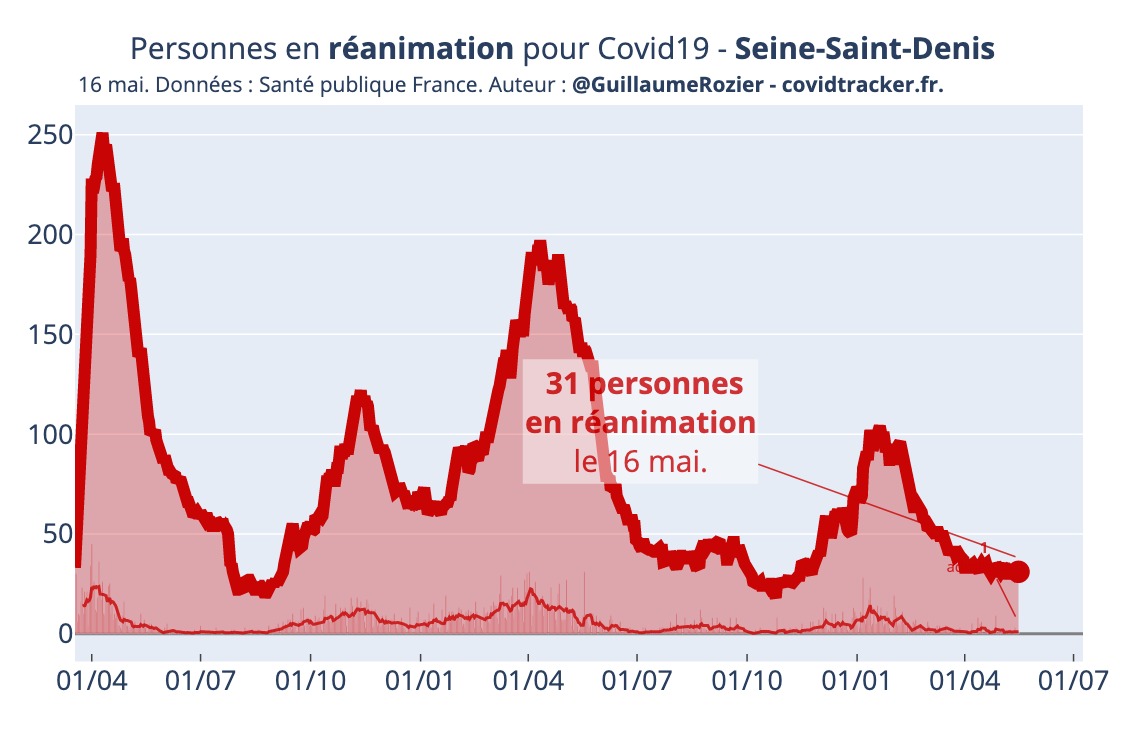 Personnes en réanimation pour Covid19 - Seine-Saint-Denis
16 mai. Données : Santé publique France. Auteur : @GuillaumeRozier - covidtracker.fr.
250
200
150
100
50
0
31 personnes
en réanimation
le 16 mai.
1
01/04 01/07 01/10 01/01 01/04 01/07 01/10 01/01 01/04 01/07